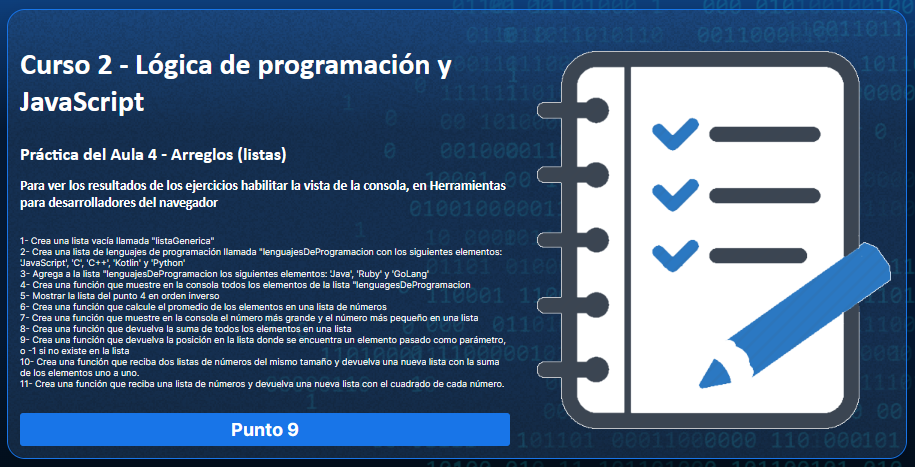 Curso 2 - Lógica de programación y
JavaScript
Práctica del Aula 4 - Arreglos (listas)
Para ver los resultados de los ejercicios habilitar la vista de la consola, en Herramientas
para desarrolladores del navegador
1- Crea una lista vacía llamada "listaGenerica"
2- Crea una lista de lenguajes de programación llamada "lenguajesDeProgramacion con los siguientes elementos:
'JavaScript', 'C', 'C++', 'Kotlin' y 'Python'
3- Agrega a la lista "lenguajesDeProgramacion los siguientes elementos: 'Java', 'Ruby' y 'GoLang'
4- Crea una función que muestre en la consola todos los elementos de la lista "lenguagesDeProgramacion
5- Mostrar la lista del punto 4 en orden inverso
6- Crea una función que calcule el promedio de los elementos en una lista de números
7- Crea una función que muestre en la consola el número más grande y el número más pequeño en una lista
8- Crea una función que devuelva la suma de todos los elementos en una lista
9- Crea una función que devuelva la posición en la lista donde se encuentra un elemento pasado como parámetro,
o -1 si no existe en la lista
10- Crea una función que reciba dos listas de números del mismo tamaño y devuelva una nueva lista con la suma
de los elementos uno a uno.
11- Crea una función que reciba una lista de números y devuelva una nueva lista con el cuadrado de cada número.
Punto 9